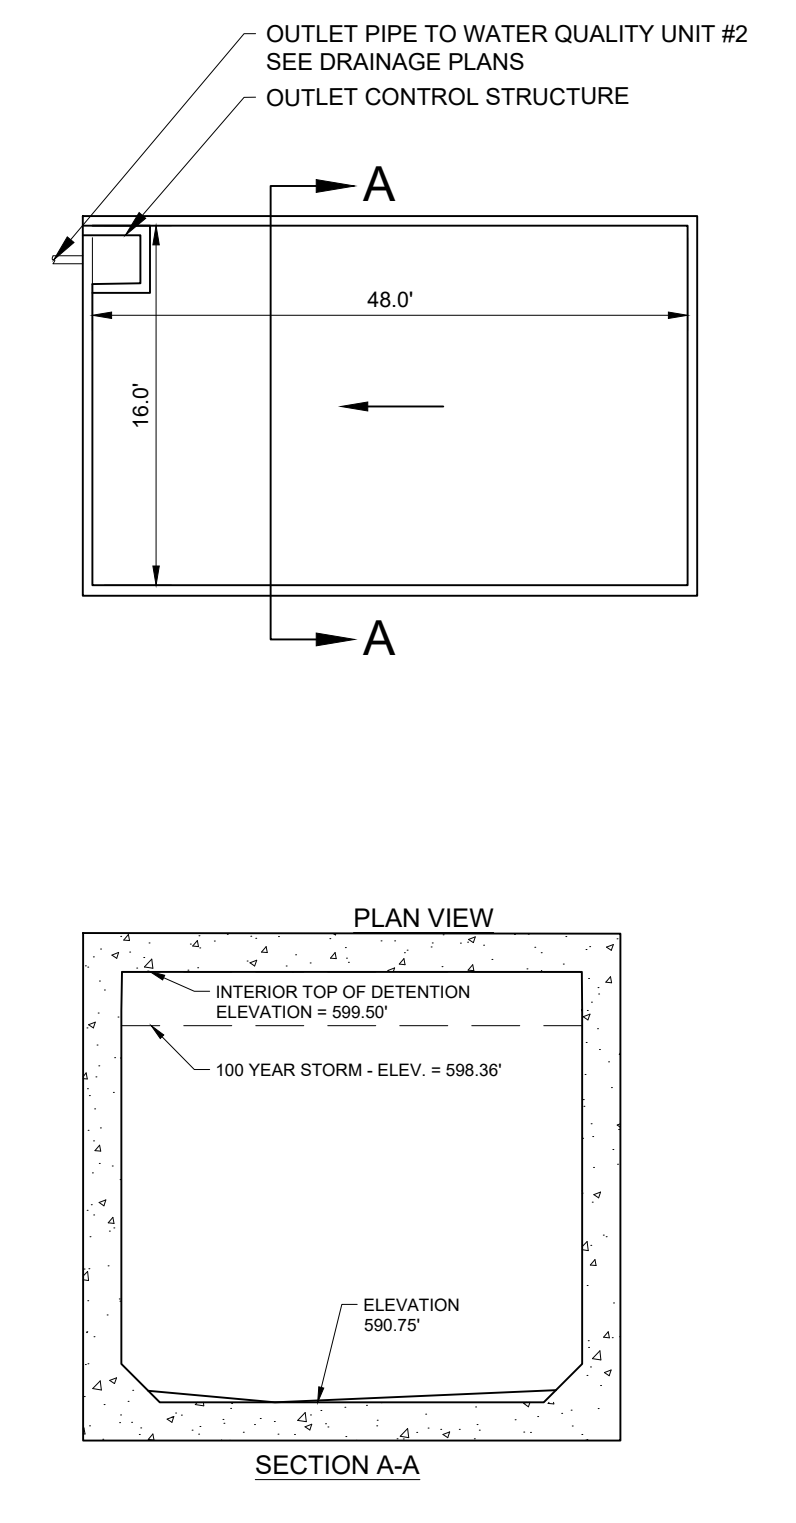 OUTLET PIPE TO WATER QUALITY UNIT #2
SEE DRAINAGE PLANS
OUTLET CONTROL STRUCTURE
A
48.0'
16.0'
A
PLAN VIEW
INTERIOR TOP OF DETENTION
ELEVATION = 599.50'
100 YEAR STORM - ELEV. = 598.36'
ELEVATION
590.75'
SECTION A-A